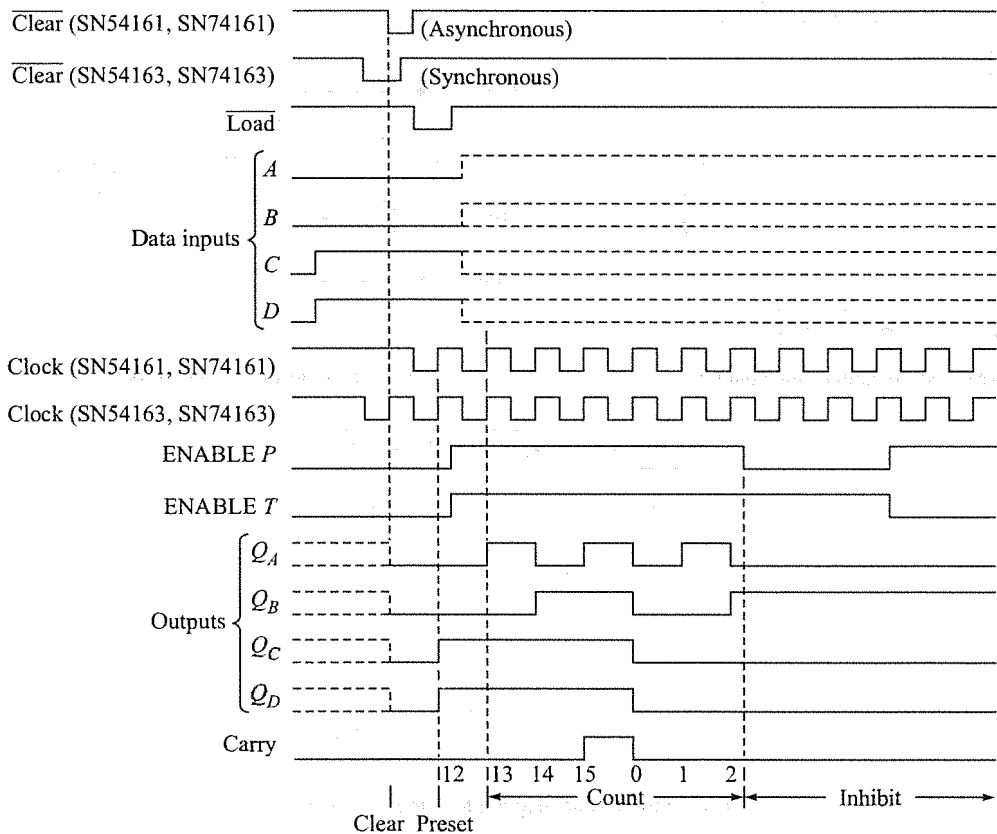 Clear (SN54161, SN74161)
(Asynchronous)
Clear (SN54163, SN74163)
(Synchronous)
Load
A
B
Data inputs
C
D
Clock (SN54161, SN74161)
Clock (SN54163, SN74163)
ENABLE P
ENABLE T
Q_A
Q_B
Outputs
Q_C
Q_D
Carry
12 13 14 15 0 1 2
Count
Inhibit
Clear Preset